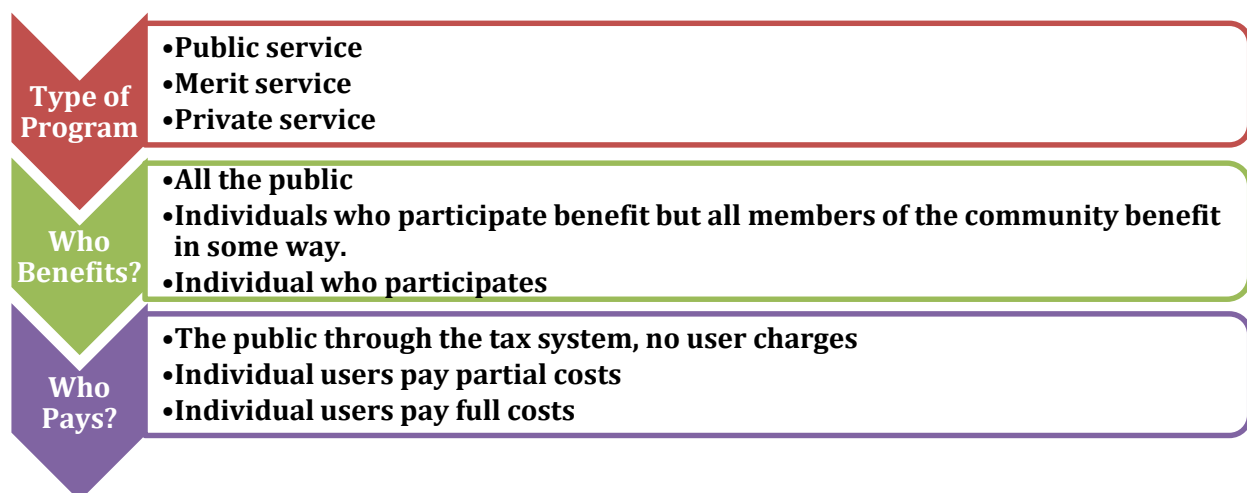 Type of
Program
•Public service
•Merit service
•Private service
Who
Benefits?
•All the public
•Individuals who participate benefit but all members of the community benefit
in some way.
•Individual who participates
Who
Pays?
•The public through the tax system, no user charges
•Individual users pay partial costs
•Individual users pay full costs